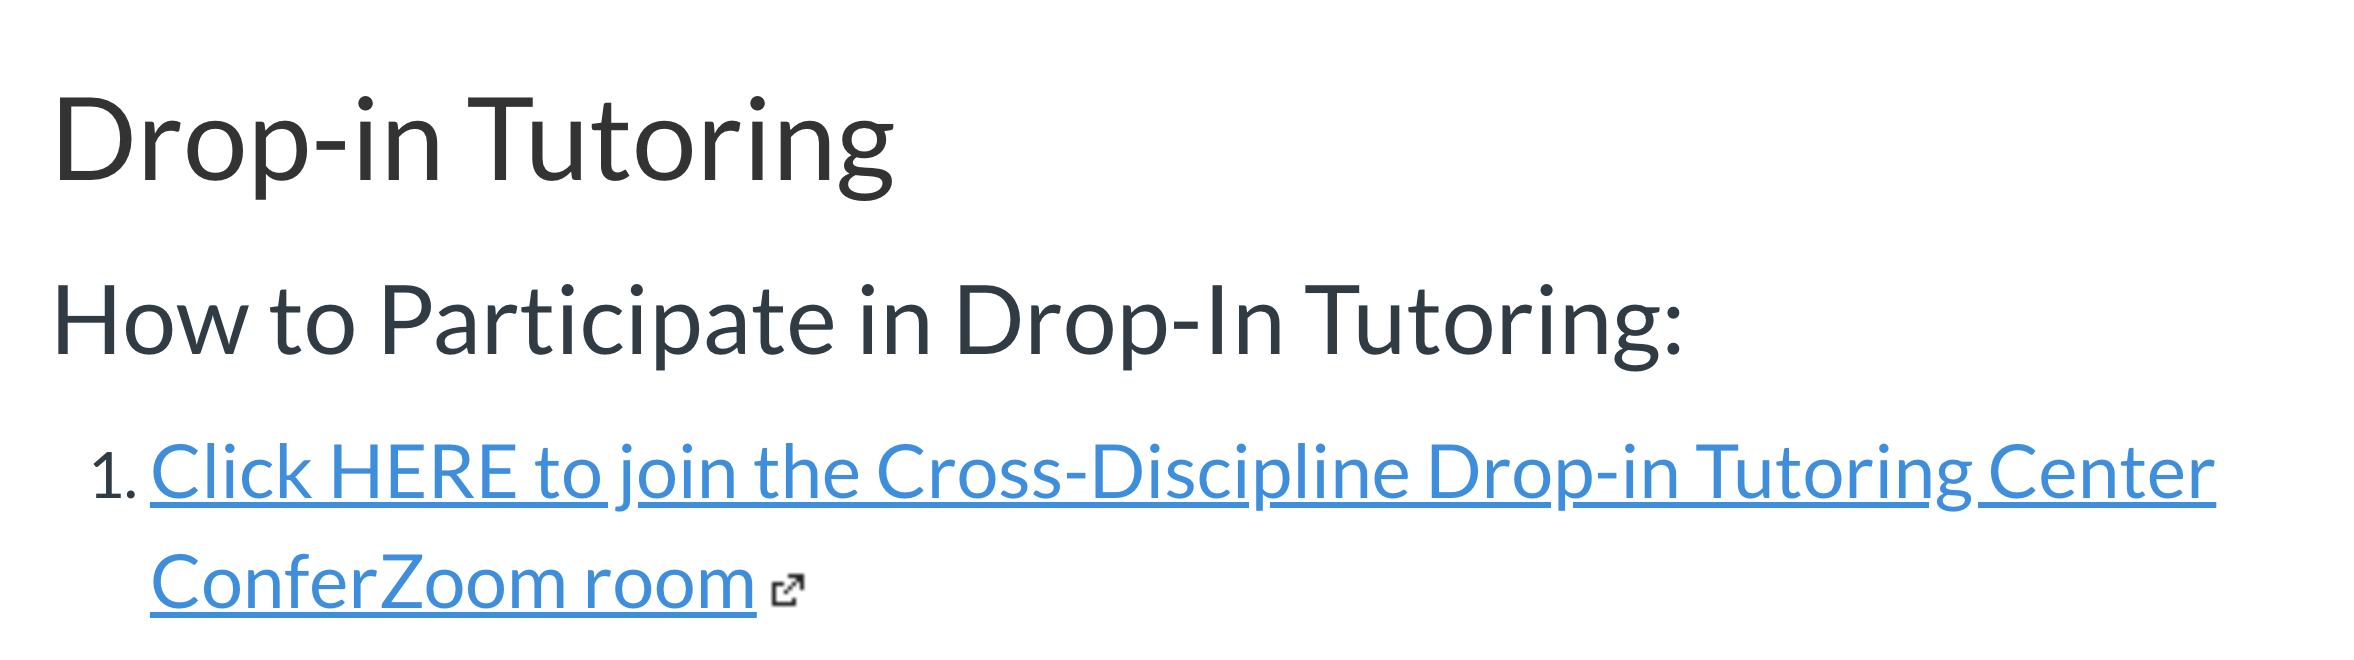 Drop-in Tutoring
How to Participate in Drop-In Tutoring:
1. Click HERE to join the Cross-Discipline Drop-in Tutoring Center
ConferZoom room